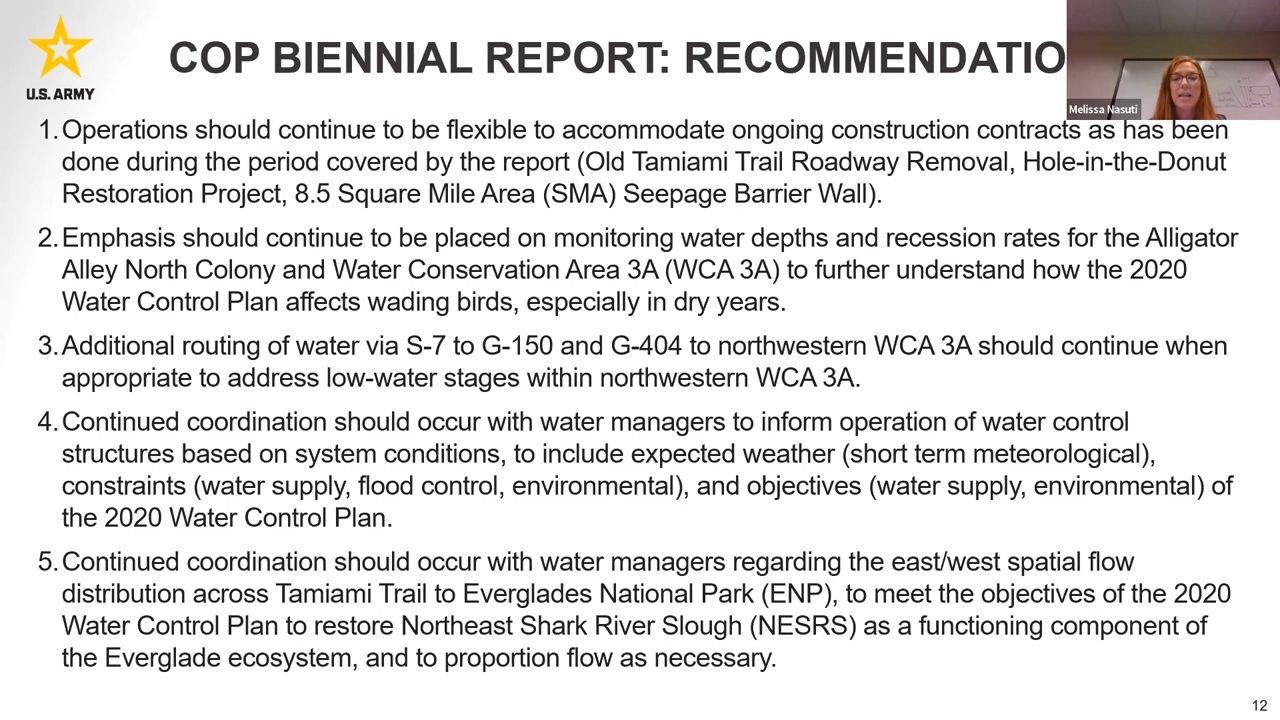 COP BIENNIAL REPORT: RECOMMENDATIO
U.S. ARMY
Melissa Nasuti
1. Operations should continue to be flexible to accommodate ongoing construction contracts as has been
done during the period covered by the report (Old Tamiami Trail Roadway Removal, Hole-in-the-Donut
Restoration Project, 8.5 Square Mile Area (SMA) Seepage Barrier Wall).
2. Emphasis should continue to be placed on monitoring water depths and recession rates for the Alligator
Alley North Colony and Water Conservation Area 3A (WCA 3A) to further understand how the 2020
Water Control Plan affects wading birds, especially in dry years.
3. Additional routing of water via S-7 to G-150 and G-404 to northwestern WCA 3A should continue when
appropriate to address low-water stages within northwestern WCA 3A.
4. Continued coordination should occur with water managers to inform operation of water control
structures based on system conditions, to include expected weather (short term meteorological),
constraints (water supply, flood control, environmental), and objectives (water supply, environmental) of
the 2020 Water Control Plan.
5. Continued coordination should occur with water managers regarding the east/west spatial flow
distribution across Tamiami Trail to Everglades National Park (ENP), to meet the objectives of the 2020
Water Control Plan to restore Northeast Shark River Slough (NESRS) as a functioning component of
the Everglade ecosystem, and to proportion flow as necessary.
12